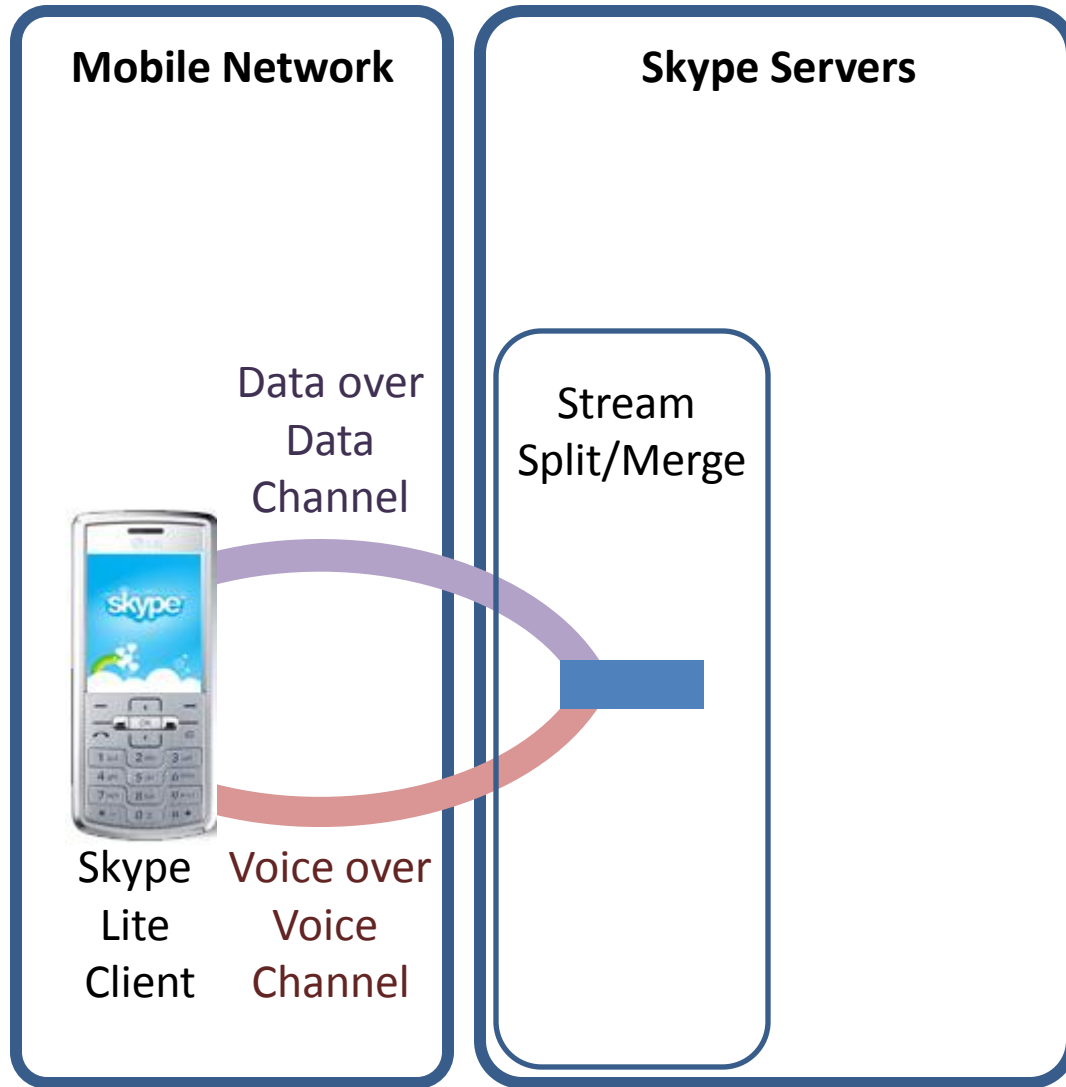 Mobile Network
Skype Servers
Data over
Data
Channel
Stream
Split/Merge
skype
Skype
Lite
Client
Voice over
Voice
Channel